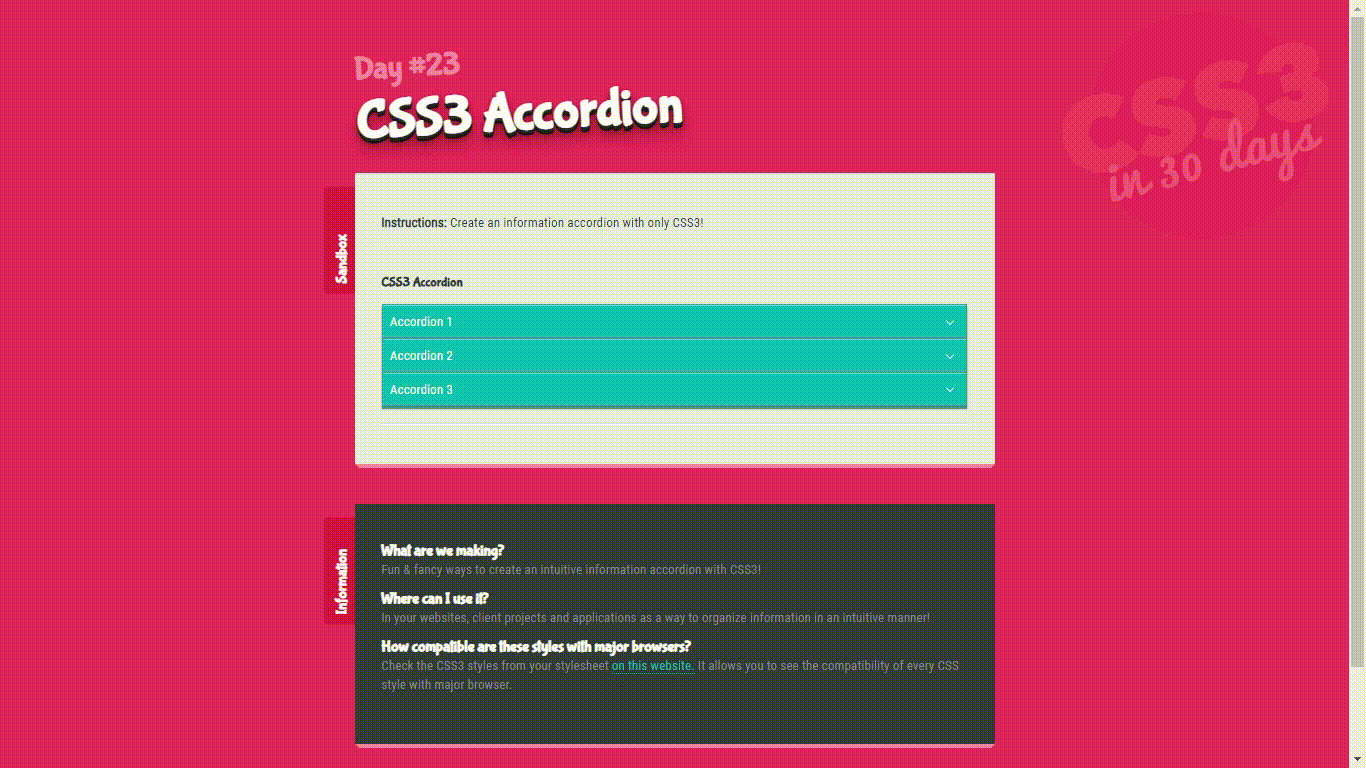 Day #23
CSS3 Accordion
CSS3
in 30 days
Sandbox
Instructions: Create an information accordion with only CSS3!
CSS3 Accordion
Accordion 1
Accordion 2
Accordion 3
Information
What are we making?
Fun & fancy ways to create an intuitive information accordion with CSS3!
Where can I use it?
In your websites, client projects and applications as a way to organize information in an intuitive manner!
How compatible are these styles with major browsers?
Check the CSS3 styles from your stylesheet on this website. It allows you to see the compatibility of every CSS
style with major browser.